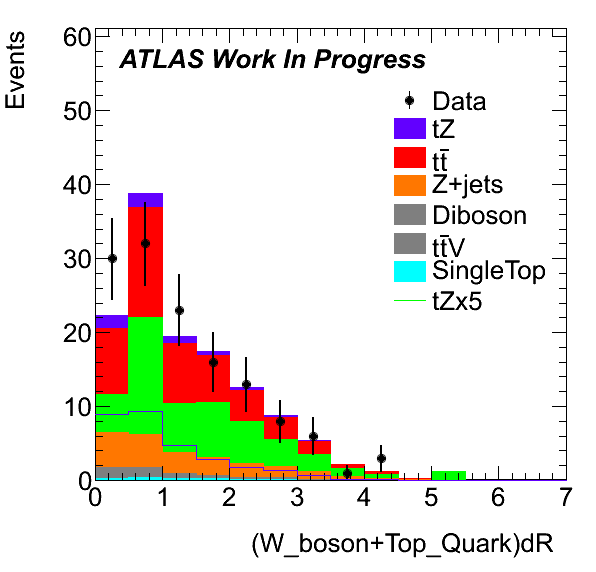 Events
60
50
40
30
20
10
0
ATLAS Work In Progress
Data
tZ
tt̄
Z+jets
Diboson
tt̄V
SingleTop
tZx5
0 1 2 3 4 5 6 7
(W_boson+Top_Quark)dR